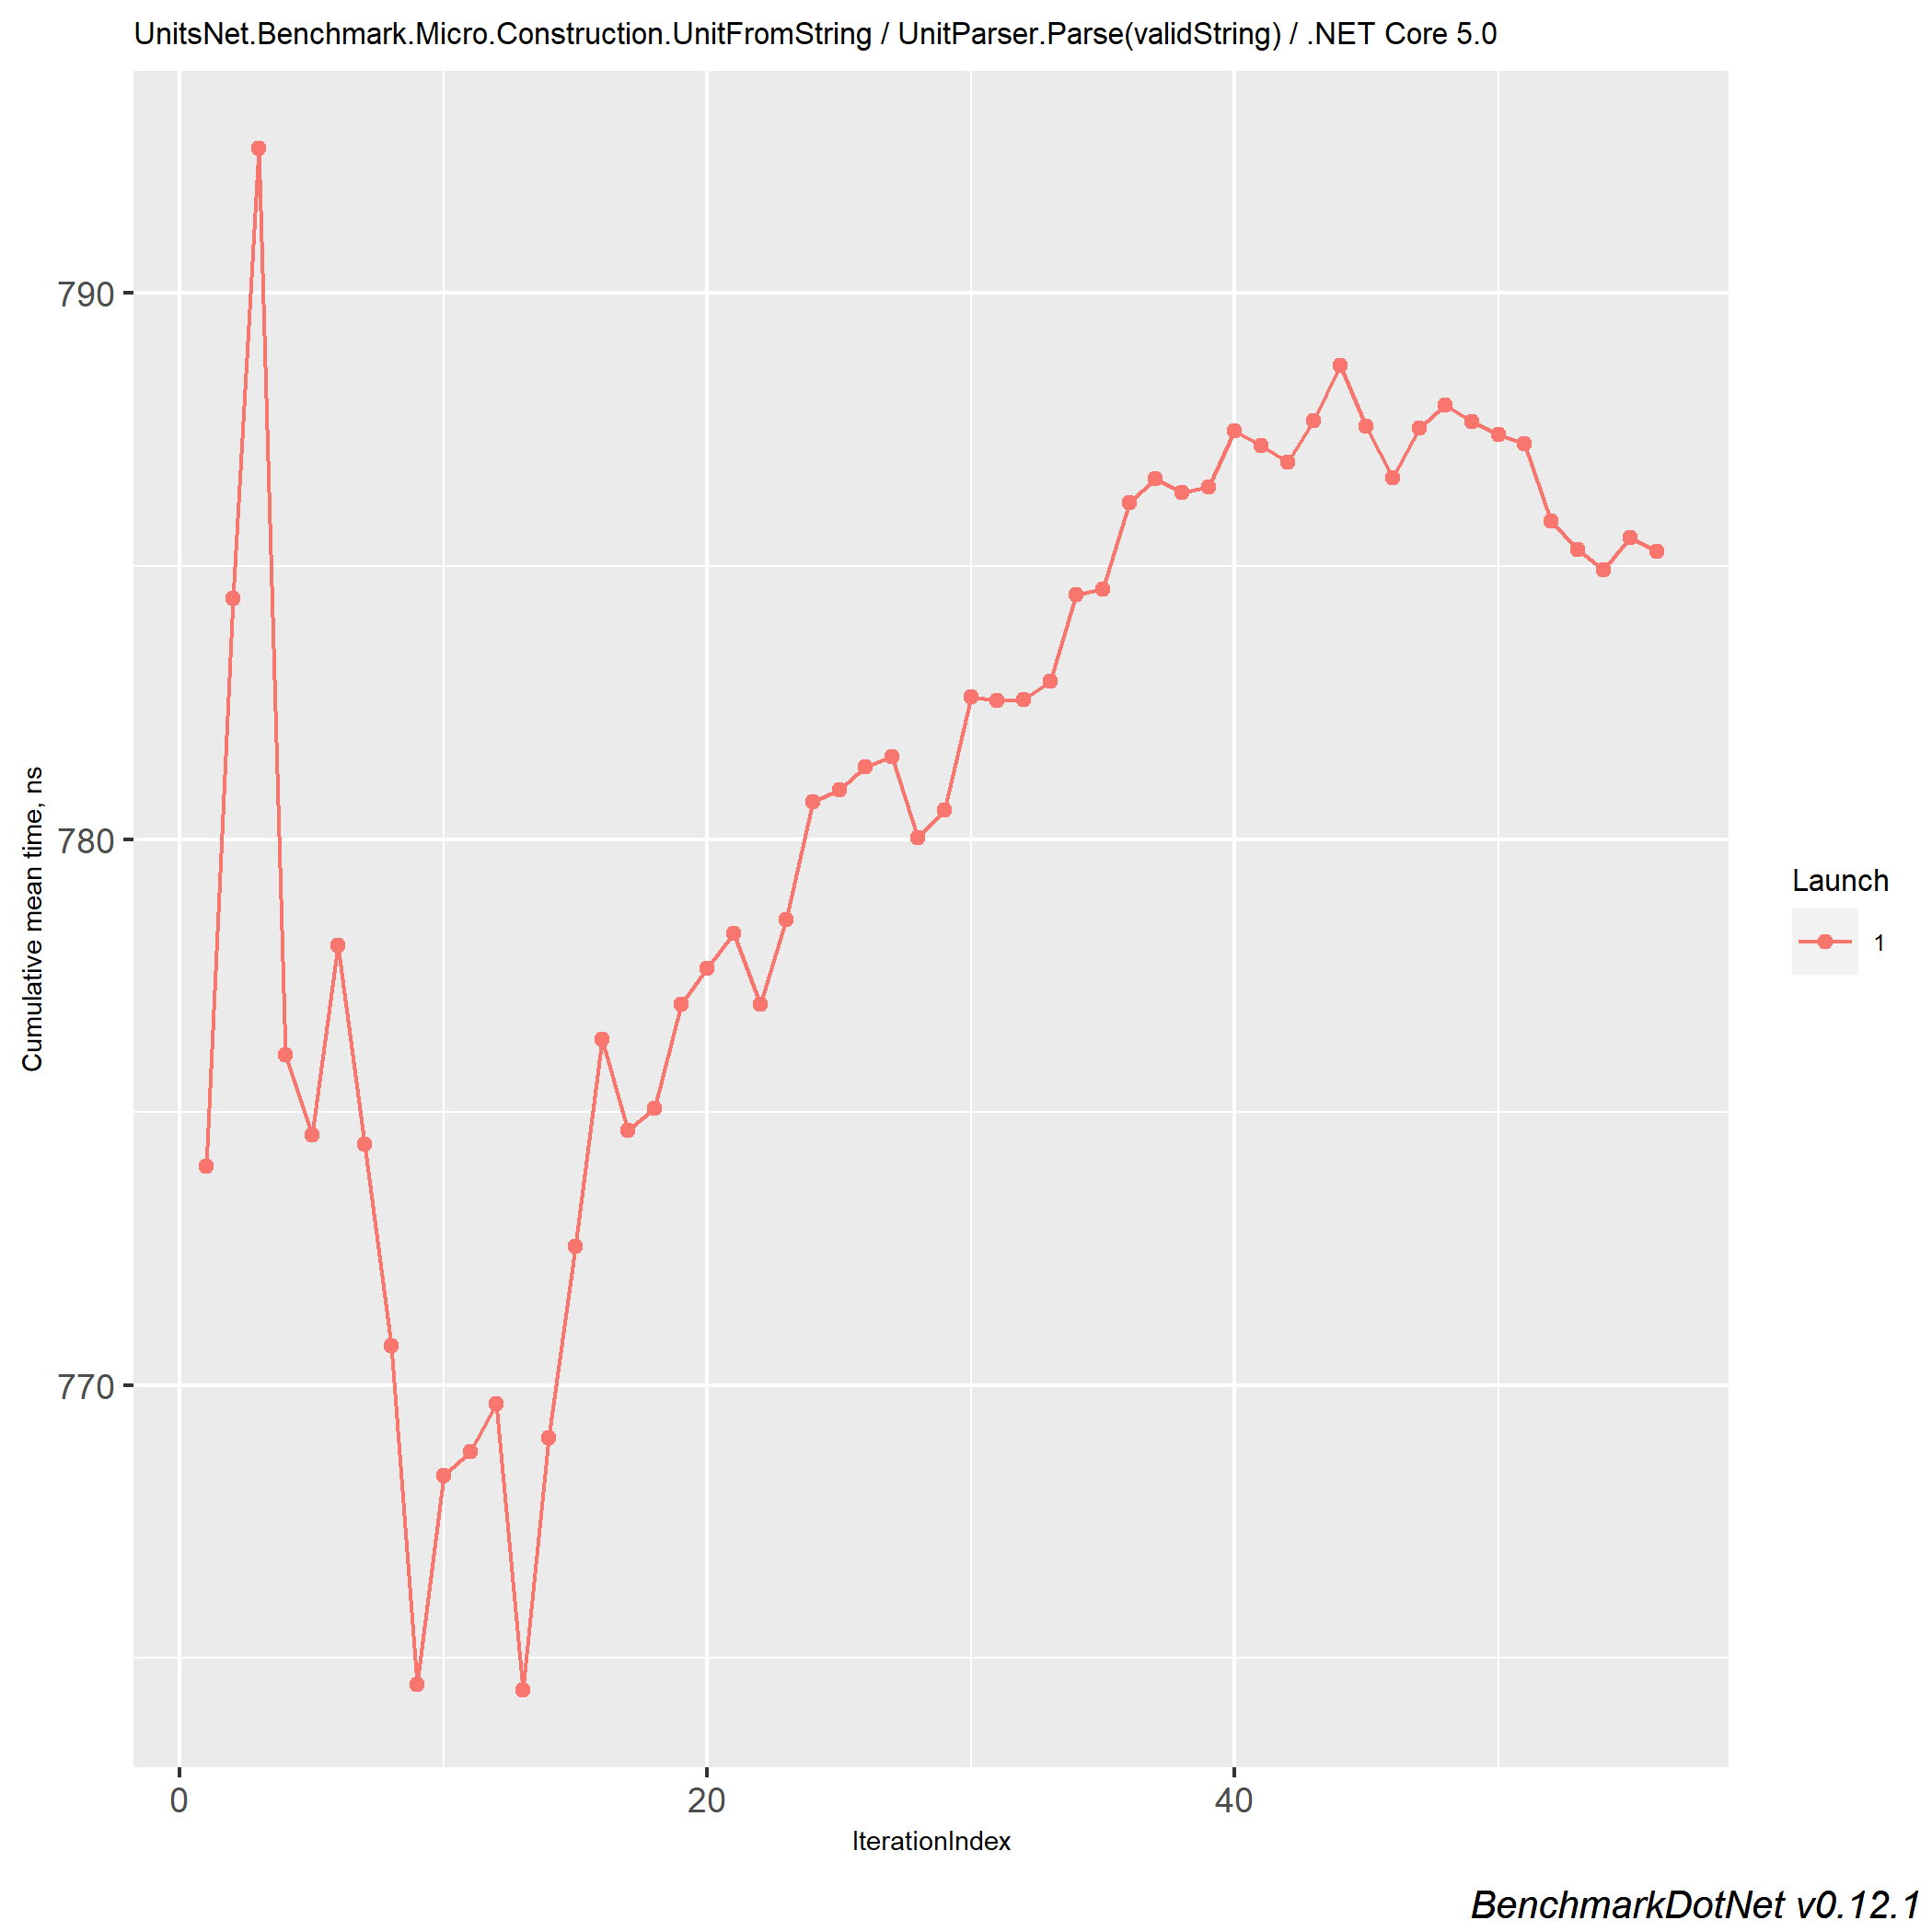 UnitsNet.Benchmark.Micro.Construction.UnitFromString / UnitParser.Parse(validString) / .NET Core 5.0
790
780
770
Cumulative mean time, ns
0 20 40
IterationIndex
Launch
1
BenchmarkDotNet v0.12.1